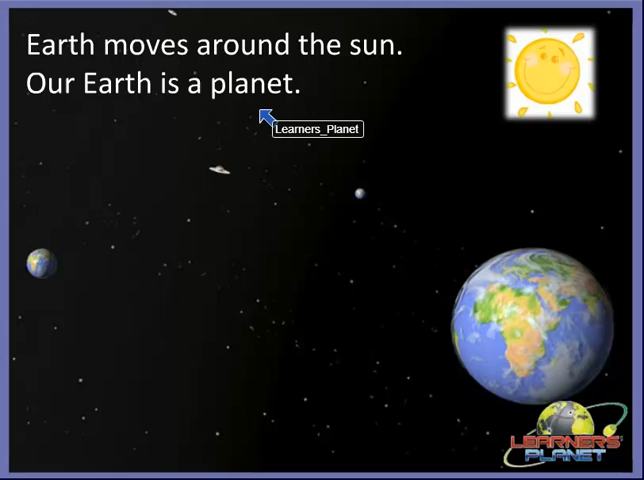 Earth moves around the sun.
Our Earth is a planet.
Learners_Planet
LEARNERS'
PLANET